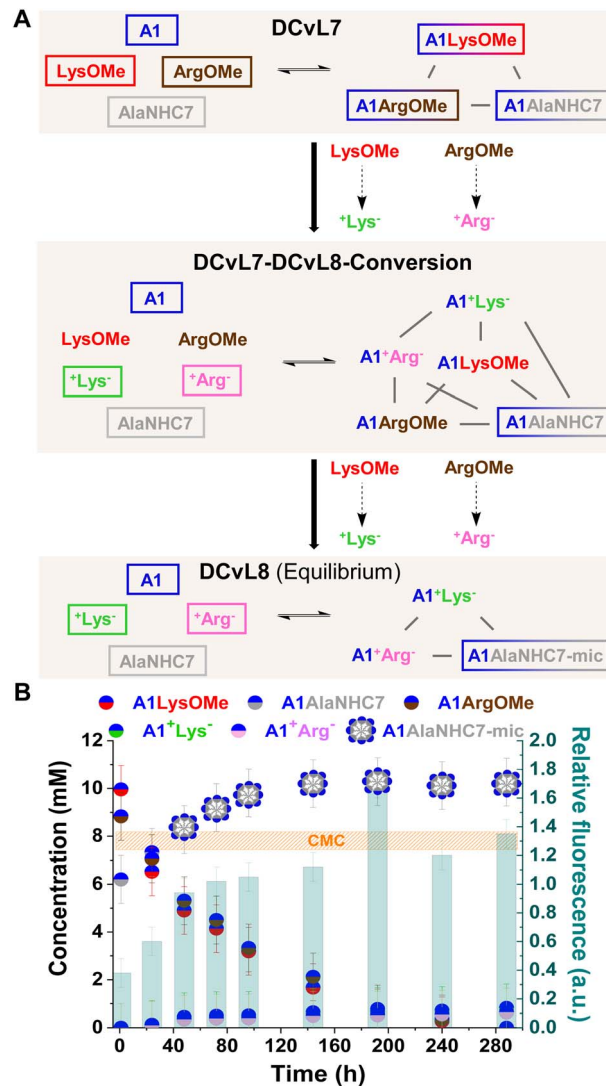 A
DCvL7
A1
A1LysOMe
LysOMe ArgOMe
A1ArgOMe A1AlaNHC7
AlaNHC7
LysOMe ArgOMe
⁺Lys⁻ ⁺Arg⁻
DCvL7-DCvL8-Conversion
A1
A1⁺Lys⁻
LysOMe ArgOMe
A1⁺Arg⁻ A1LysOMe
⁺Lys⁻ ⁺Arg⁻
AlaNHC7
A1ArgOMe A1AlaNHC7
LysOMe ArgOMe
⁺Lys⁻ ⁺Arg⁻
DCvL8 (Equilibrium)
A1
A1⁺Lys⁻
⁺Lys⁻ ⁺Arg⁻
AlaNHC7
A1⁺Arg⁻ A1AlaNHC7-mic
B
A1LysOMe A1AlaNHC7 A1ArgOMe
A1⁺Lys⁻ A1⁺Arg⁻ A1AlaNHC7-mic
Concentration (mM)
12
10
8
6
4
2
0
CMC
2.0
1.8
1.6
1.4
1.2
1.0
0.8
0.6
0.4
0.2
0.0
Relative fluorescence (a.u.)
0 40 80 120 160 200 240 280
Time (h)